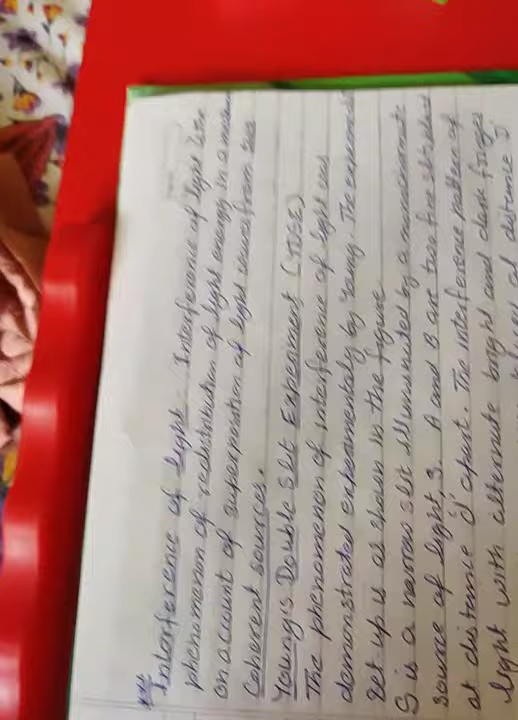 Interference of light - Interference of light is the
phenomenon of redistribution of light energy in a medium
on account of superposition of light waves from two
Coherent sources.
Young's Double Slit Experiment (YDSE)
The phenomenon of interference of light was
demonstrated experimentaly by Young. The experimental
set up is as shown in the figure
S is a narrow slit illuminated by a monochromatic
source of light, S. A and B are two fine slits
at distance 'd' apart. The interference pattern of
light with alternate bright and dark fringes
at distance D